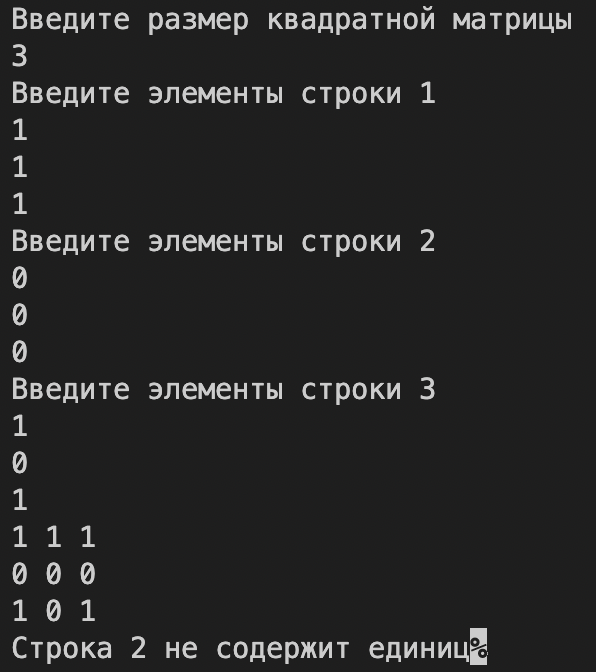 Введите размер квадратной матрицы
3
Введите элементы строки 1
1
1
1
Введите элементы строки 2
0
0
0
Введите элементы строки 3
1
0
1
1 1 1
0 0 0
1 0 1
Строка 2 не содержит единиц%